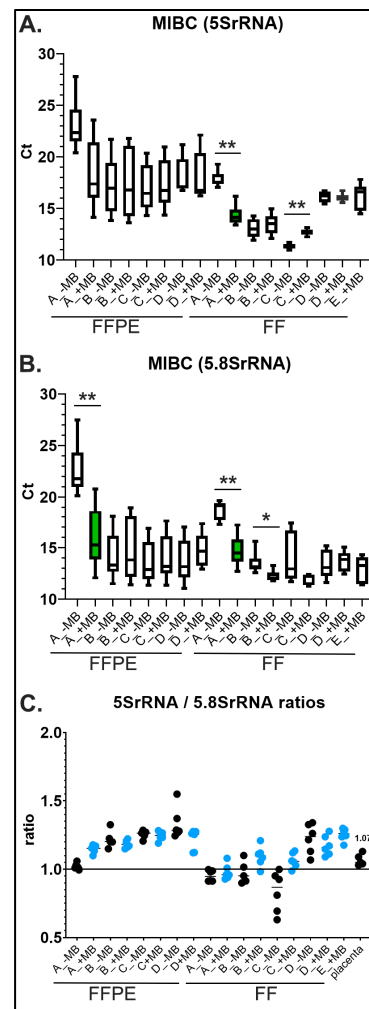 A.
MIBC (5SrRNA)
Ct
30
25
20
15
10
**
**
A_-MB
A_+MB
B_-MB
B_+MB
C_-MB
C_+MB
D_-MB
D_+MB
A_-MB
A_+MB
B_-MB
B_+MB
C_-MB
C_+MB
D_-MB
D_+MB
E_+MB
FFPE
FF
B.
MIBC (5.8SrRNA)
Ct
30
25
20
15
10
**
**
*
A_-MB
A_+MB
B_-MB
B_+MB
C_-MB
C_+MB
D_-MB
D_+MB
A_-MB
A_+MB
B_-MB
B_+MB
C_-MB
C_+MB
D_-MB
D_+MB
E_+MB
FFPE
FF
C.
5SrRNA / 5.8SrRNA ratios
ratio
2.0
1.5
1.0
0.5
1.07
A_-MB
A_+MB
B_-MB
B_+MB
C_-MB
C+MB
D_-MB
D+MB
A_-MB
A_+MB
B_-MB
B_+MB
C_-MB
C_+MB
D_-MB
D_+MB
E_+MB
placenta
FFPE
FF